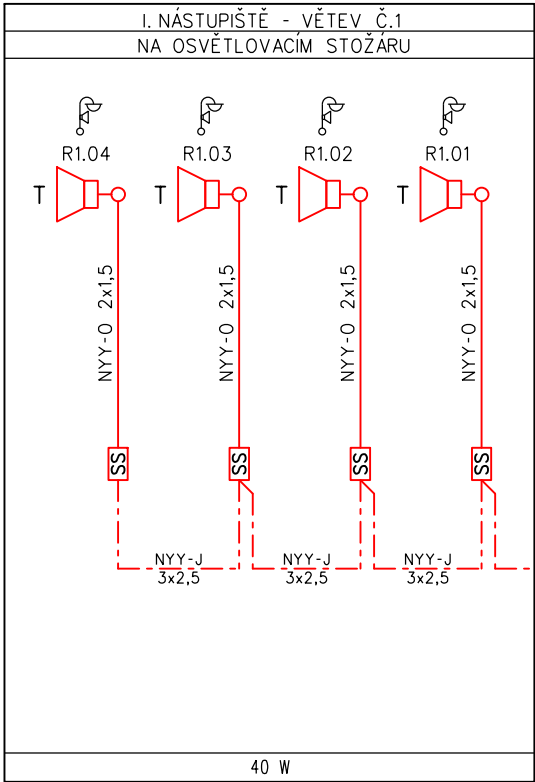 I. NÁSTUPIŠTĚ - VĚTEV Č.1
NA OSVĚTLOVACÍM STOŽÁRU
R1.04 R1.03 R1.02 R1.01
T T T T
NYY-O 2x1,5
NYY-O 2x1,5
NYY-O 2x1,5
NYY-O 2x1,5
SS SS SS SS
NYY-J NYY-J NYY-J
3x2,5 3x2,5 3x2,5
40 W